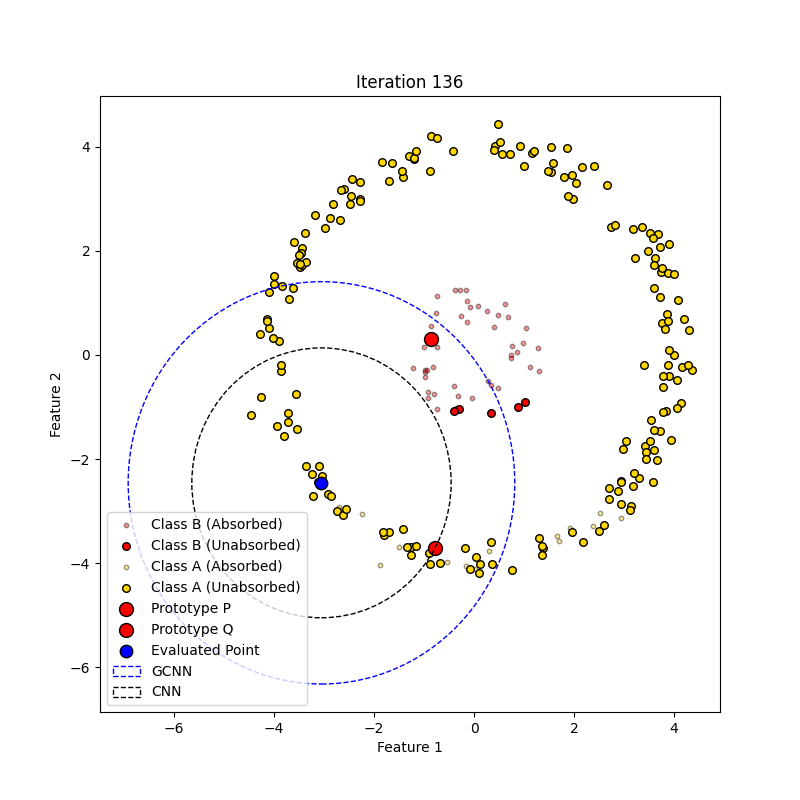 Iteration 136
4
2
0
−2
−4
−6
Feature 2
Class B (Absorbed)
Class B (Unabsorbed)
Class A (Absorbed)
Class A (Unabsorbed)
Prototype P
Prototype Q
Evaluated Point
GCNN
CNN
−6 −4 −2 0 2 4
Feature 1